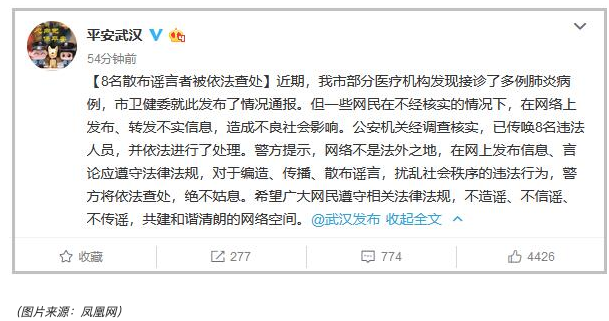 平安武汉
54分钟前
【8名散布谣言者被依法查处】近期，我市部分医疗机构发现接诊了多例肺炎病
例，市卫健委就此发布了情况通报。但一些网民在不经核实的情况下，在网络上
发布、转发不实信息，造成不良社会影响。公安机关经调查核实，已传唤8名违法
人员，并依法进行了处理。警方提示，网络不是法外之地，在网上发布信息、言
论应遵守法律法规，对于编造、传播、散布谣言，扰乱社会秩序的违法行为，警
方将依法查处，绝不姑息。希望广大网民遵守相关法律法规，不造谣、不信谣、
不传谣，共建和谐清朗的网络空间。@武汉发布 收起全文
收藏 277 774 4426
(图片来源：凤凰网)